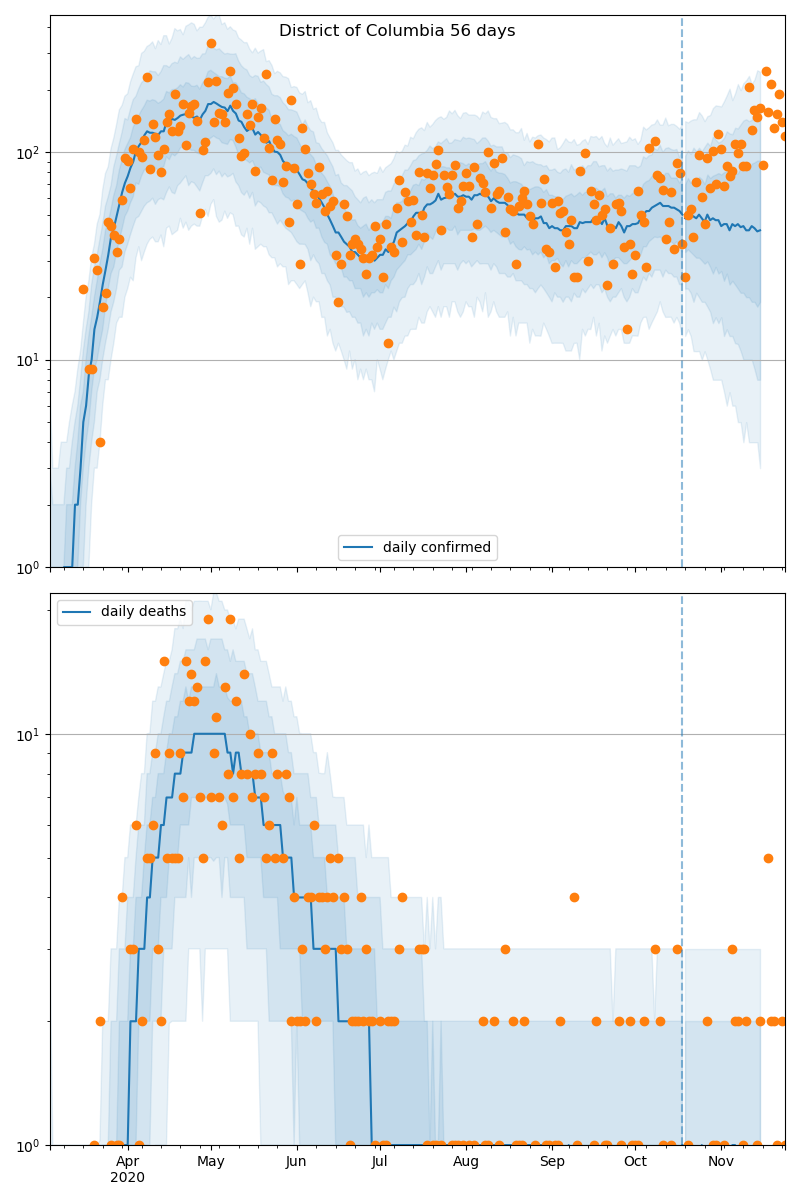 District of Columbia 56 days
10²
10¹
10⁰
daily confirmed
daily deaths
10¹
10⁰
Apr May Jun Jul Aug Sep Oct Nov
2020